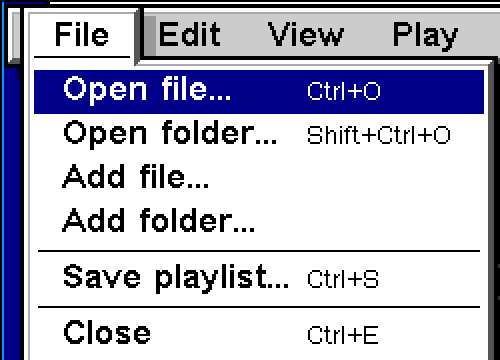 File Edit View Play
Open file... Ctrl+O
Open folder... Shift+Ctrl+O
Add file...
Add folder...
Save playlist... Ctrl+S
Close Ctrl+E